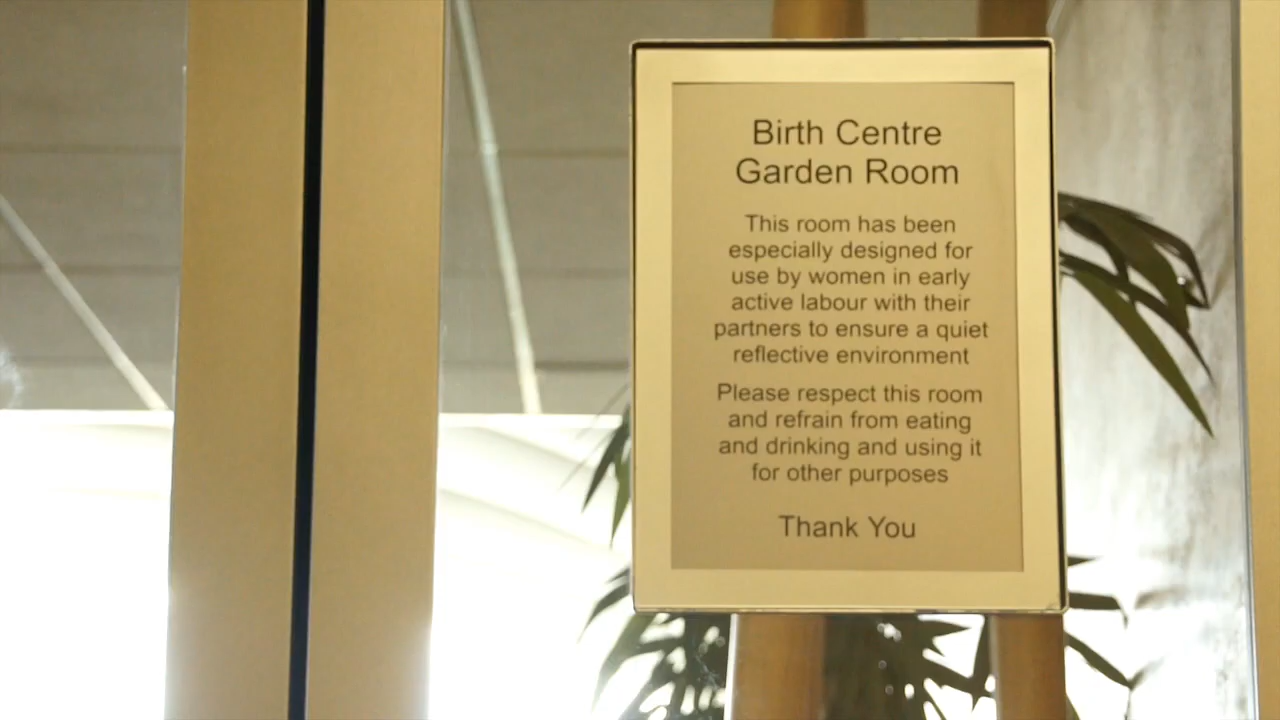 Birth Centre
Garden Room
This room has been
especially designed for
use by women in early
active labour with their
partners to ensure a quiet
reflective environment
Please respect this room
and refrain from eating
and drinking and using it
for other purposes
Thank You